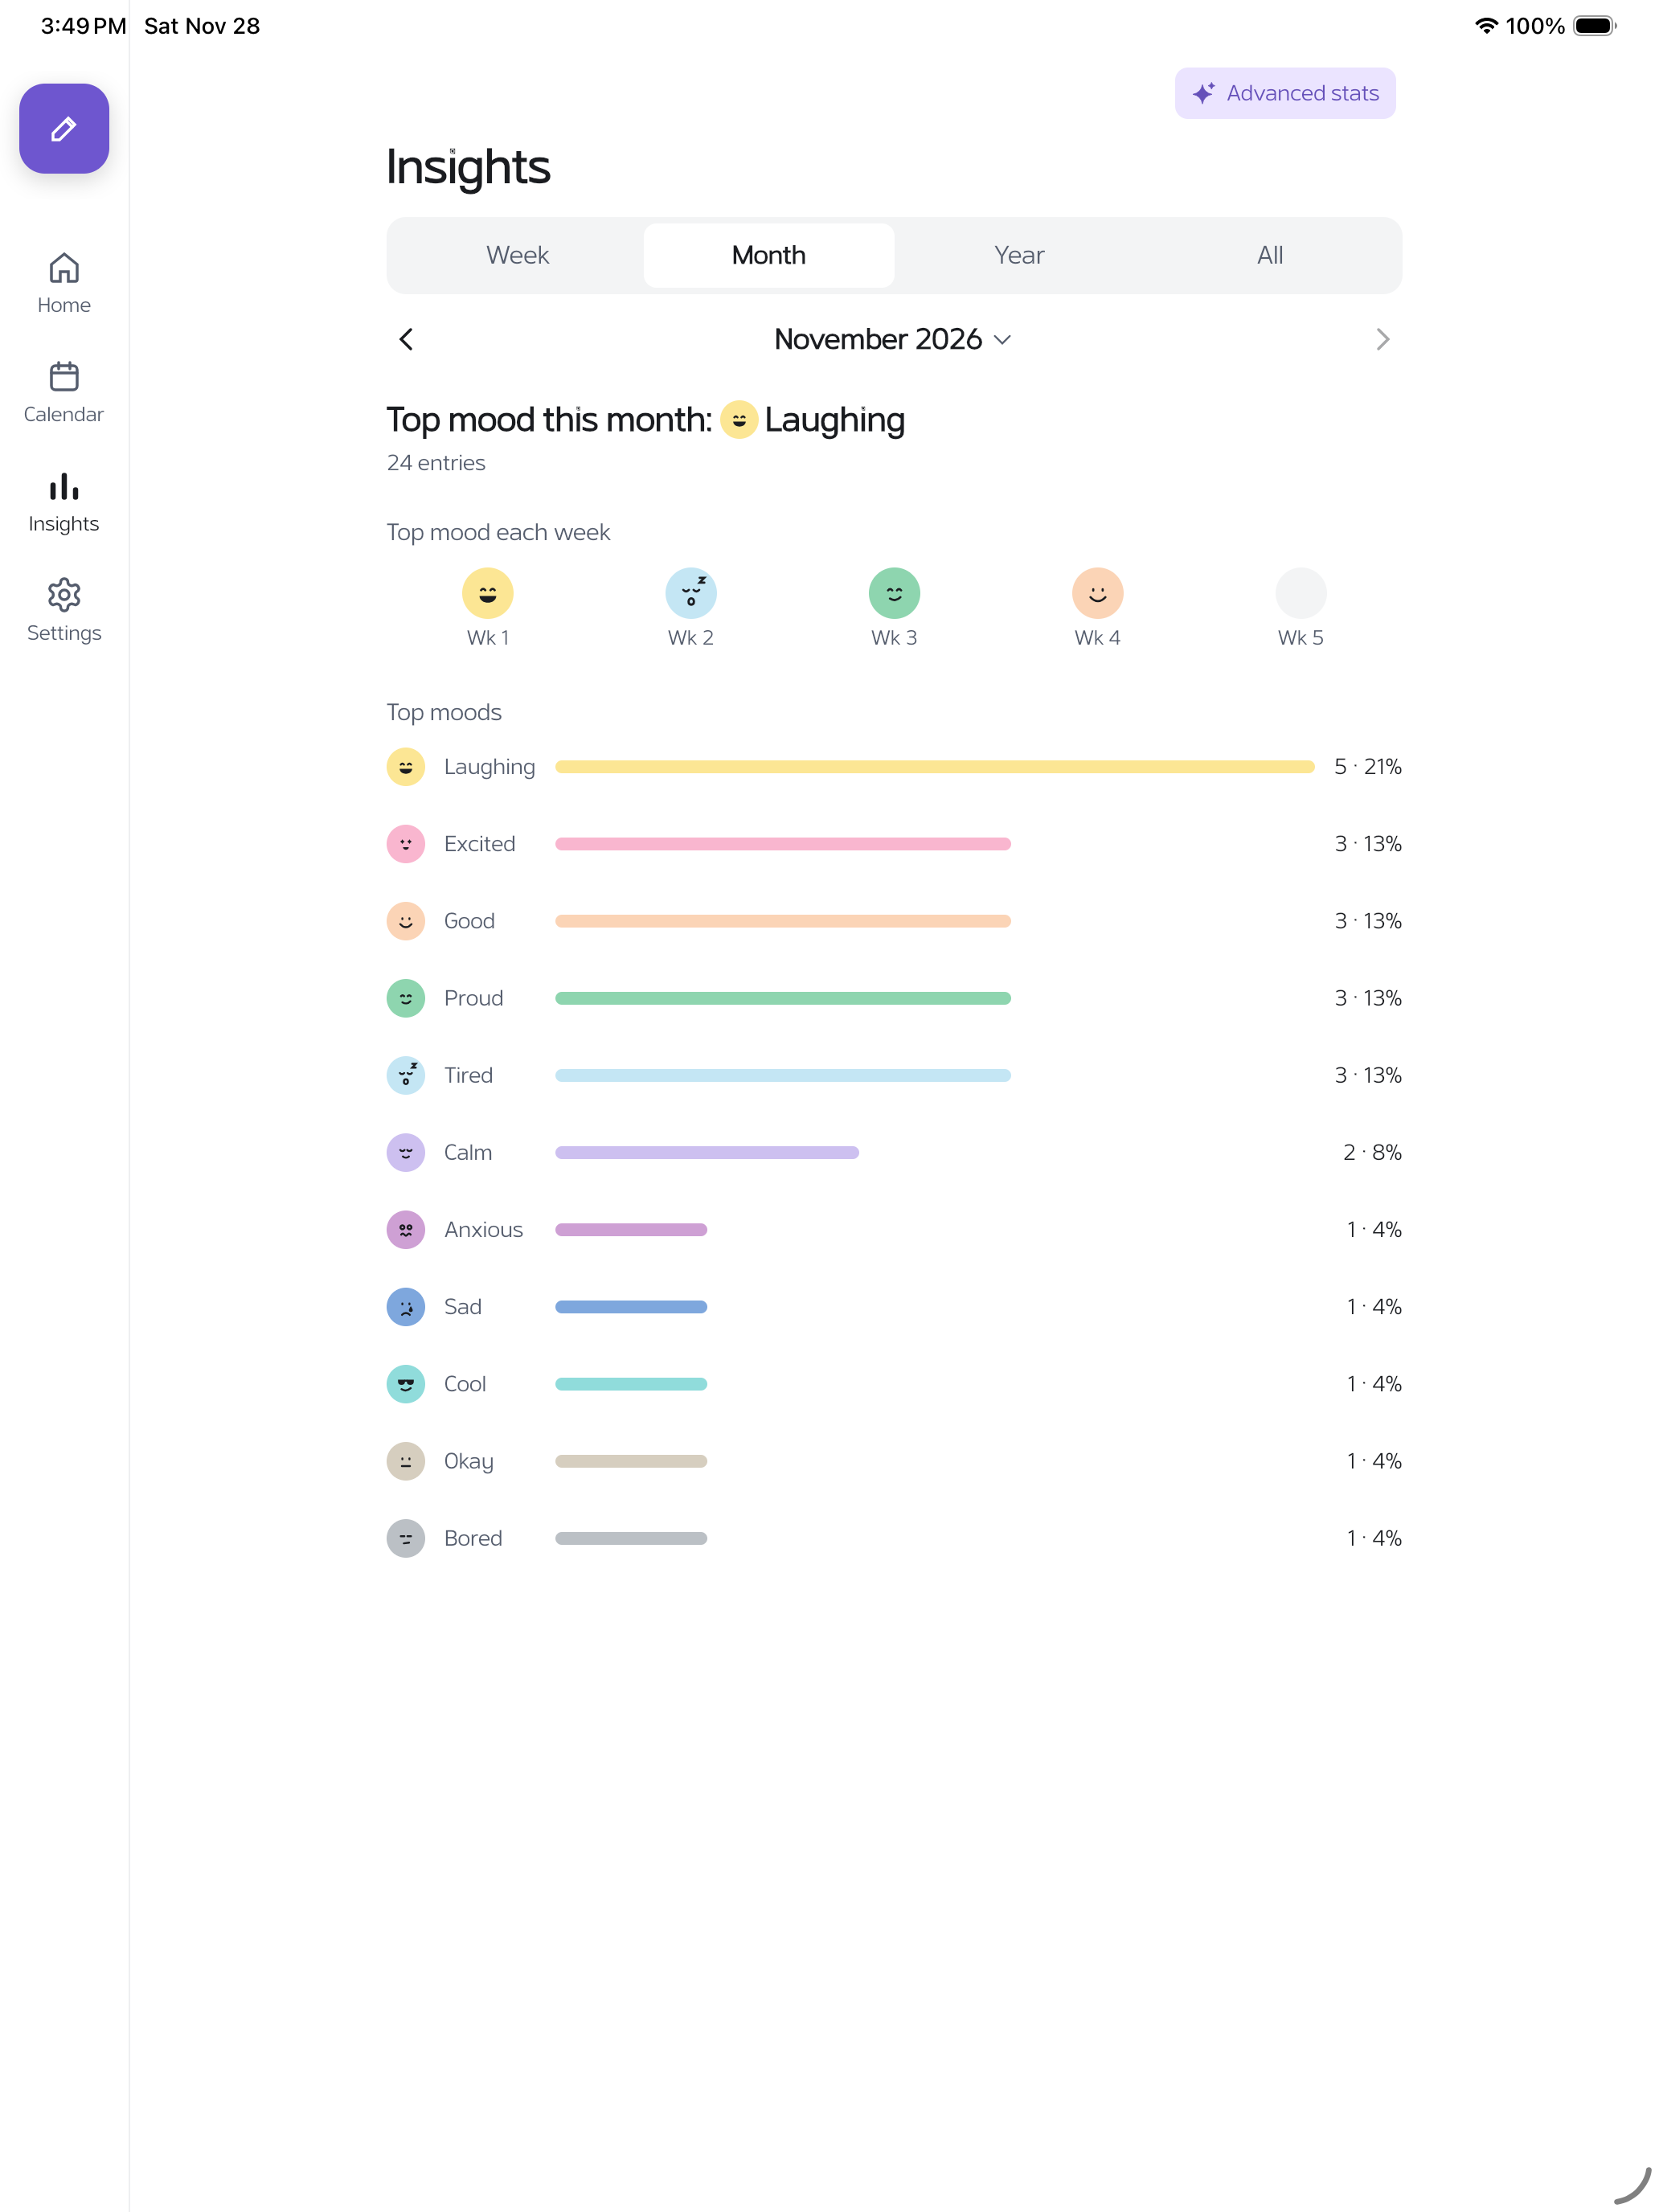 3:49 PM Sat Nov 28
100%
Advanced stats
Insights
Week Month Year All
November 2026
Home
Calendar
Insights
Settings
Top mood this month: Laughing
24 entries
Top mood each week
Wk 1 Wk 2 Wk 3 Wk 4 Wk 5
Top moods
Laughing 5 · 21%
Excited 3 · 13%
Good 3 · 13%
Proud 3 · 13%
Tired 3 · 13%
Calm 2 · 8%
Anxious 1 · 4%
Sad 1 · 4%
Cool 1 · 4%
Okay 1 · 4%
Bored 1 · 4%